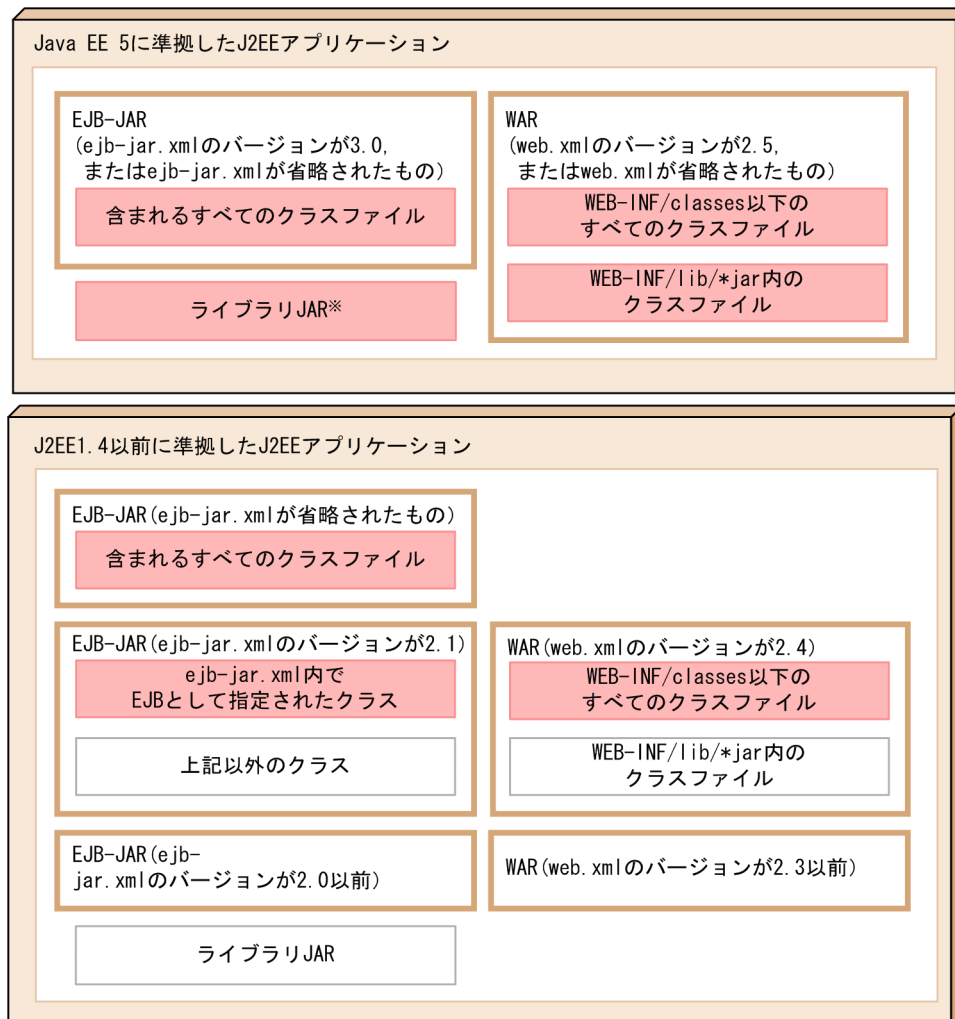 Java EE 5に準拠したJ2EEアプリケーション
EJB-JAR
(ejb-jar.xmlのバージョンが3.0,
またはejb-jar.xmlが省略されたもの)
含まれるすべてのクラスファイル
ライブラリJAR※
WAR
(web.xmlのバージョンが2.5,
またはweb.xmlが省略されたもの)
WEB-INF/classes以下の
すべてのクラスファイル
WEB-INF/lib/*jar内の
クラスファイル
J2EE1.4以前に準拠したJ2EEアプリケーション
EJB-JAR(ejb-jar.xmlが省略されたもの)
含まれるすべてのクラスファイル
EJB-JAR(ejb-jar.xmlのバージョンが2.1)
ejb-jar.xml内で
EJBとして指定されたクラス
上記以外のクラス
WAR(web.xmlのバージョンが2.4)
WEB-INF/classes以下の
すべてのクラスファイル
WEB-INF/lib/*jar内の
クラスファイル
EJB-JAR(ejb-
jar.xmlのバージョンが2.0以前)
WAR(web.xmlのバージョンが2.3以前)
ライブラリJAR